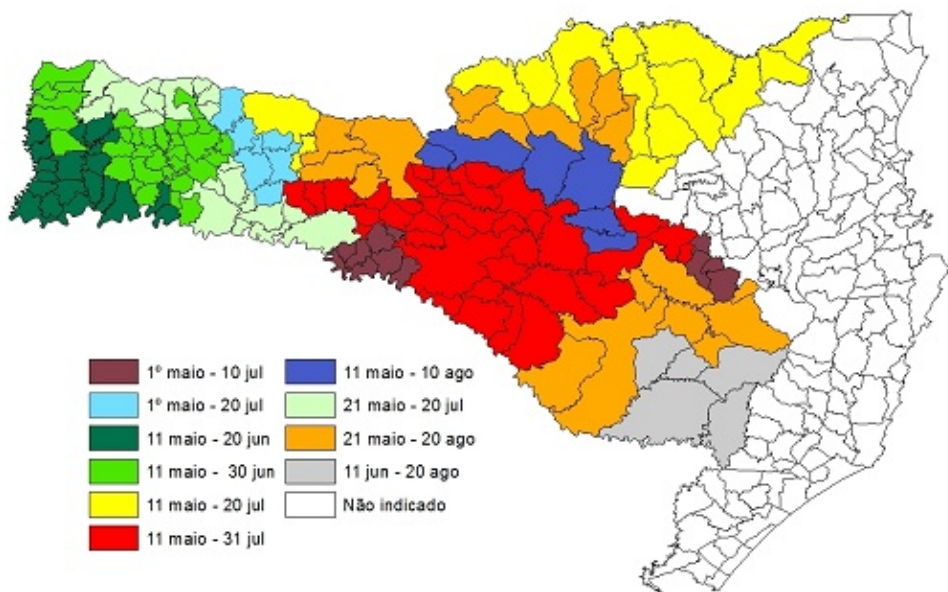 1º maio - 10 jul
1º maio - 20 jul
11 maio - 20 jun
11 maio - 30 jun
11 maio - 20 jul
11 maio - 31 jul
11 maio - 10 ago
21 maio - 20 jul
21 maio - 20 ago
11 jun - 20 ago
Não indicado